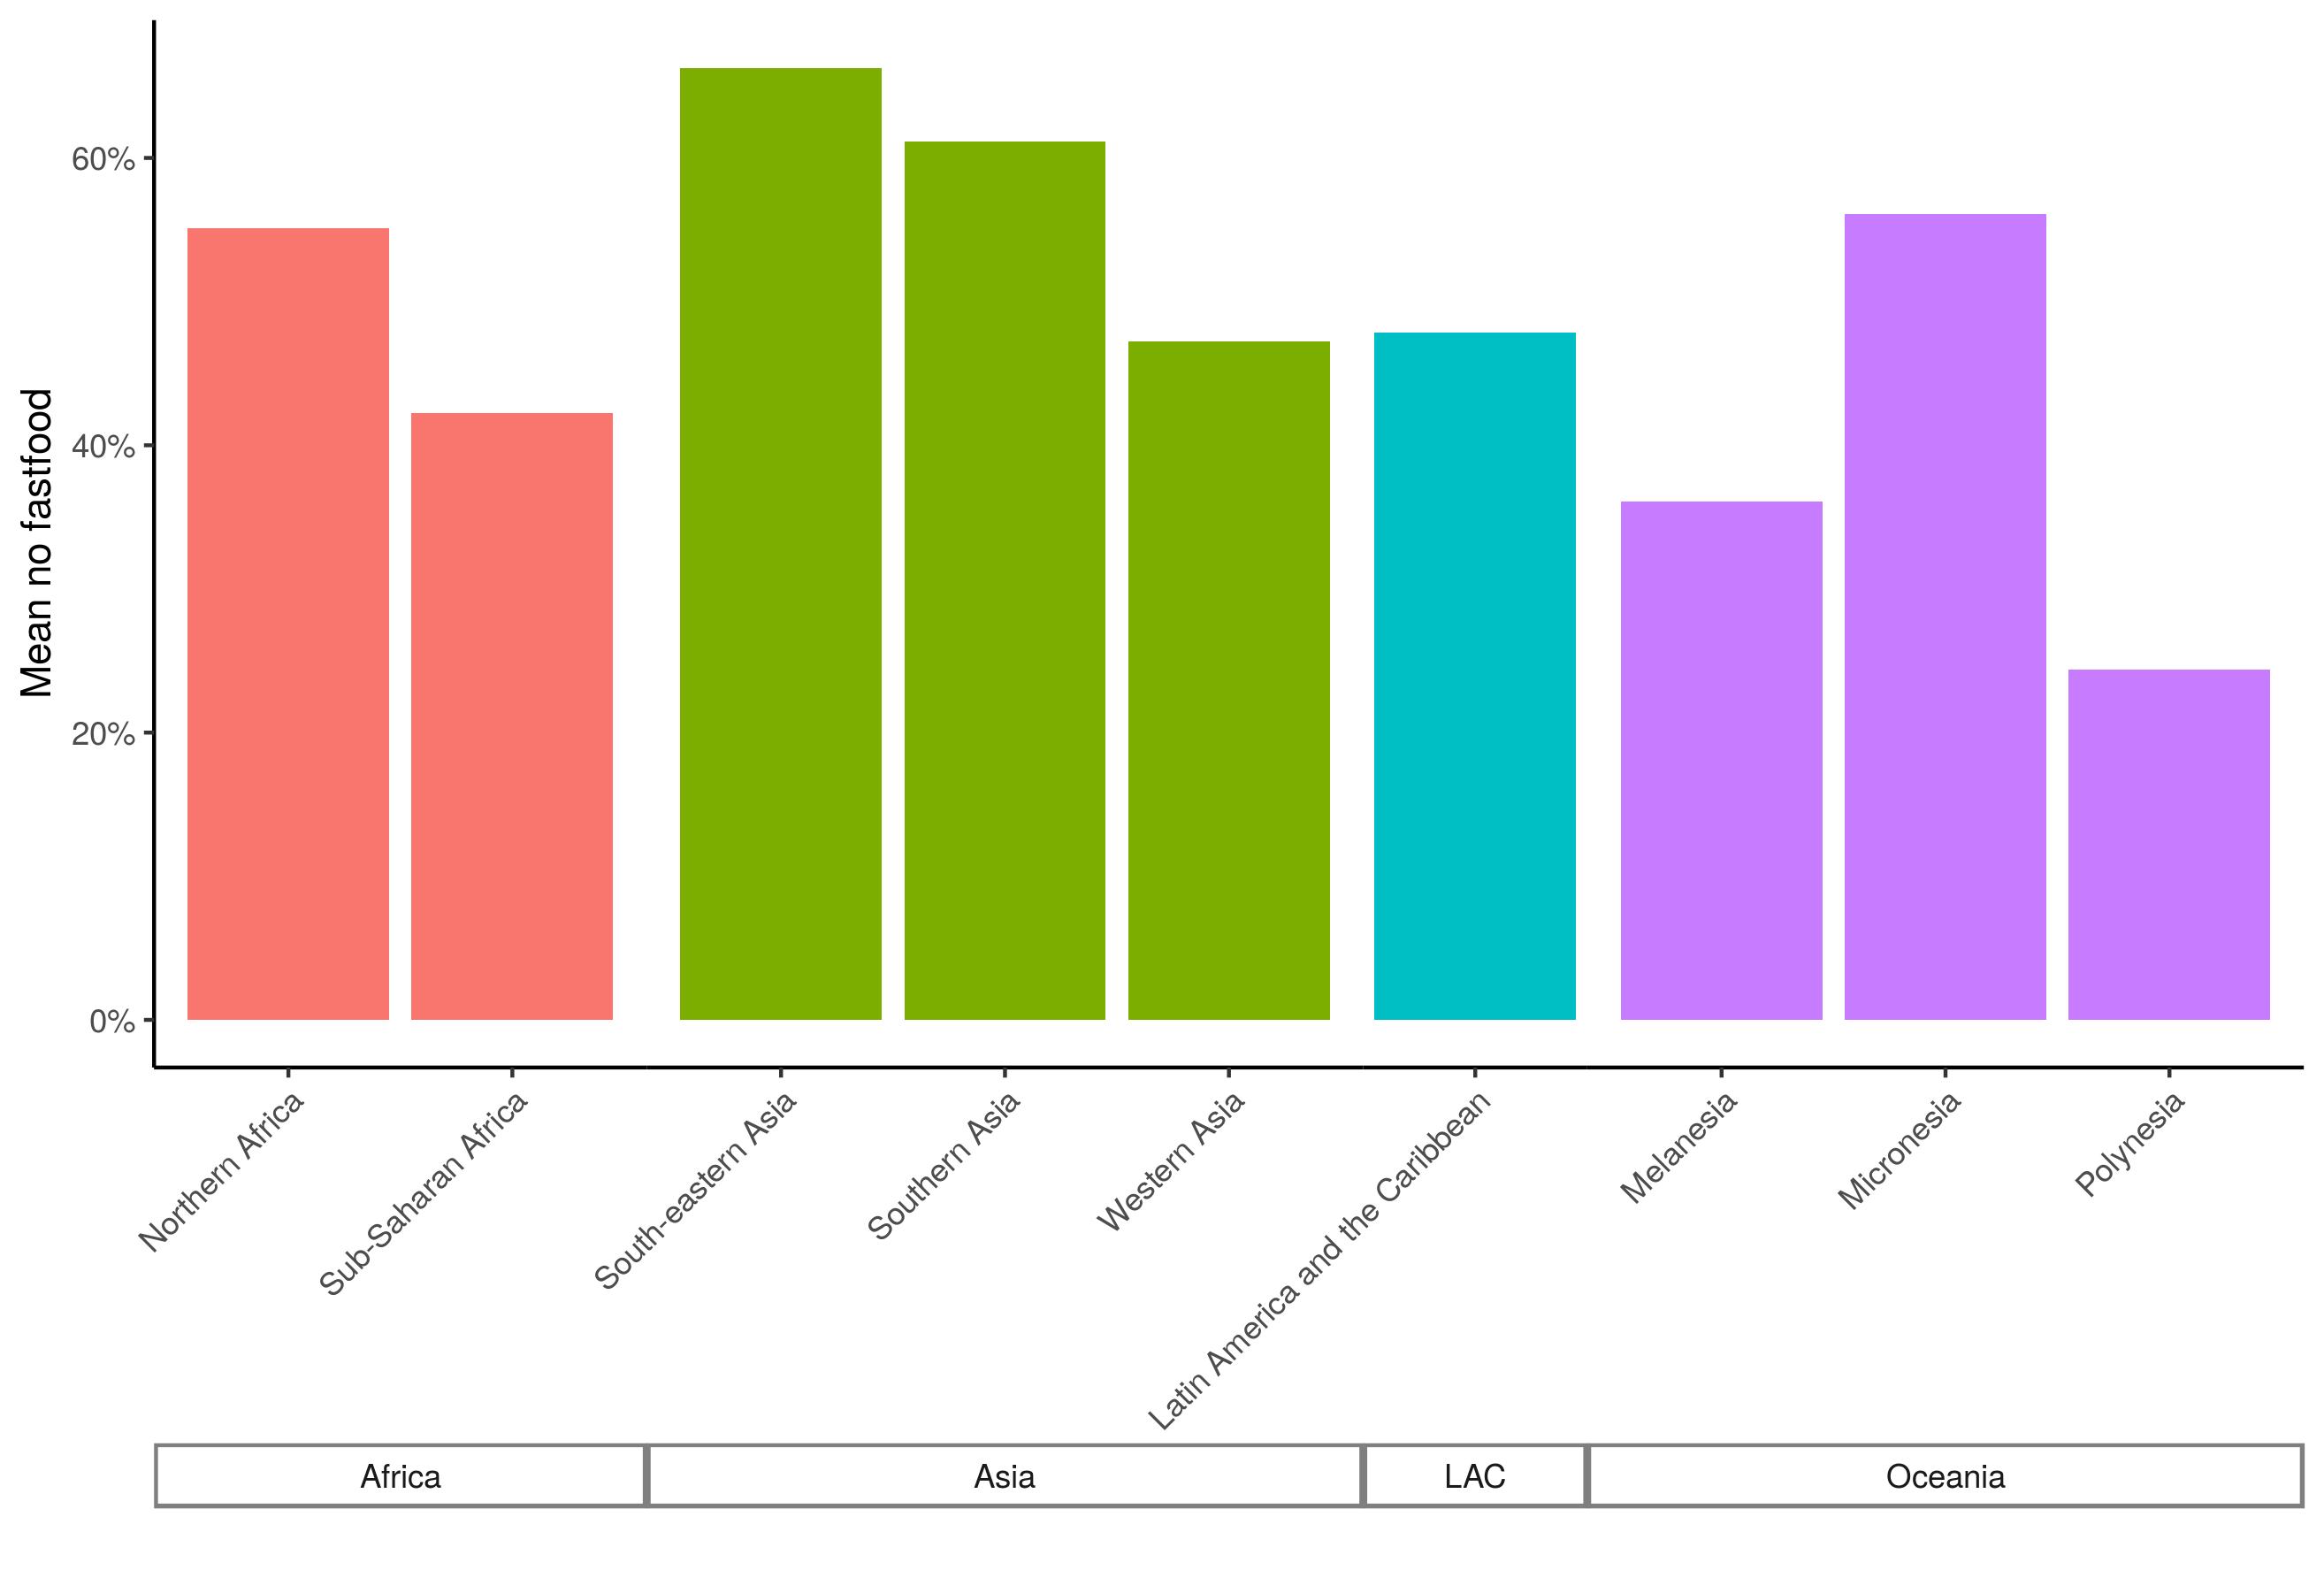 Mean no fastfood
60%
40%
20%
0%
Northern Africa
Sub-Saharan Africa
South-eastern Asia
Southern Asia
Western Asia
Latin America and the Caribbean
Melanesia
Micronesia
Polynesia
Africa
Asia
LAC
Oceania